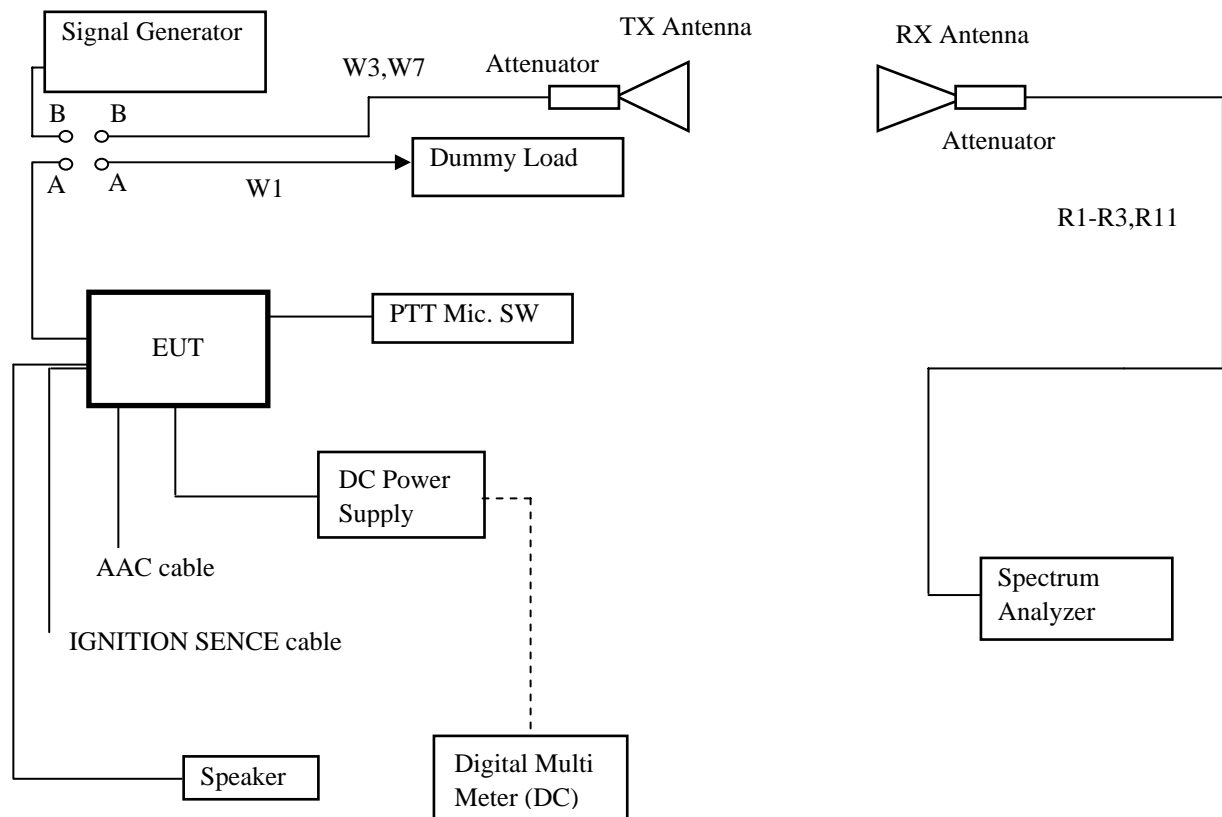 Signal Generator
TX Antenna
RX Antenna
W3,W7
Attenuator
B
B
Attenuator
A
A
W1
Dummy Load
R1-R3,R11
EUT
PTT Mic. SW
DC Power
Supply
AAC cable
Spectrum
Analyzer
IGNITION SENCE cable
Speaker
Digital Multi
Meter (DC)